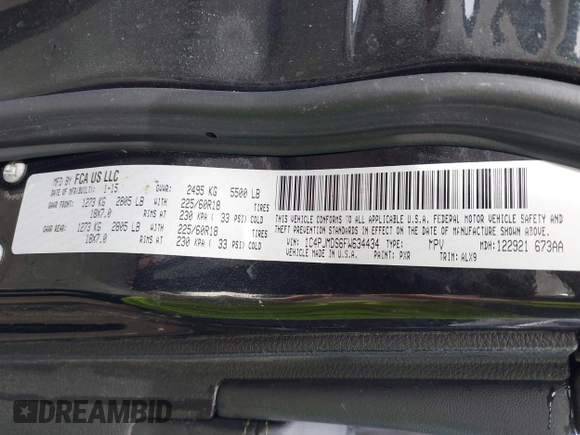 MFD BY FCA US LLC
DATE OF MFR(BUILT): 1-15 GVWR: 2495 KG 5500 LB
GAWR FRONT: 1273 KG 2805 LB WITH 225/60R18 TIRES
18X7.0 RIMS AT 230 KPA ( 33 PSI) COLD
GAWR REAR: 1273 KG 2805 LB WITH 225/60R18 TIRES
18X7.0 RIMS AT 230 KPA ( 33 PSI) COLD
THIS VEHICLE CONFORMS TO ALL APPLICABLE U.S.A. FEDERAL MOTOR VEHICLE SAFETY AND
THEFT PREVENTION STANDARDS IN EFFECT ON THE DATE OF MANUFACTURE SHOWN ABOVE.
VIN: 1C4PJMDS6FW634434 TYPE: MPV MDH: 122921 673AA
VEHICLE MADE IN U.S.A. PAINT: PXR TRIM: ALX9
DREAMBID